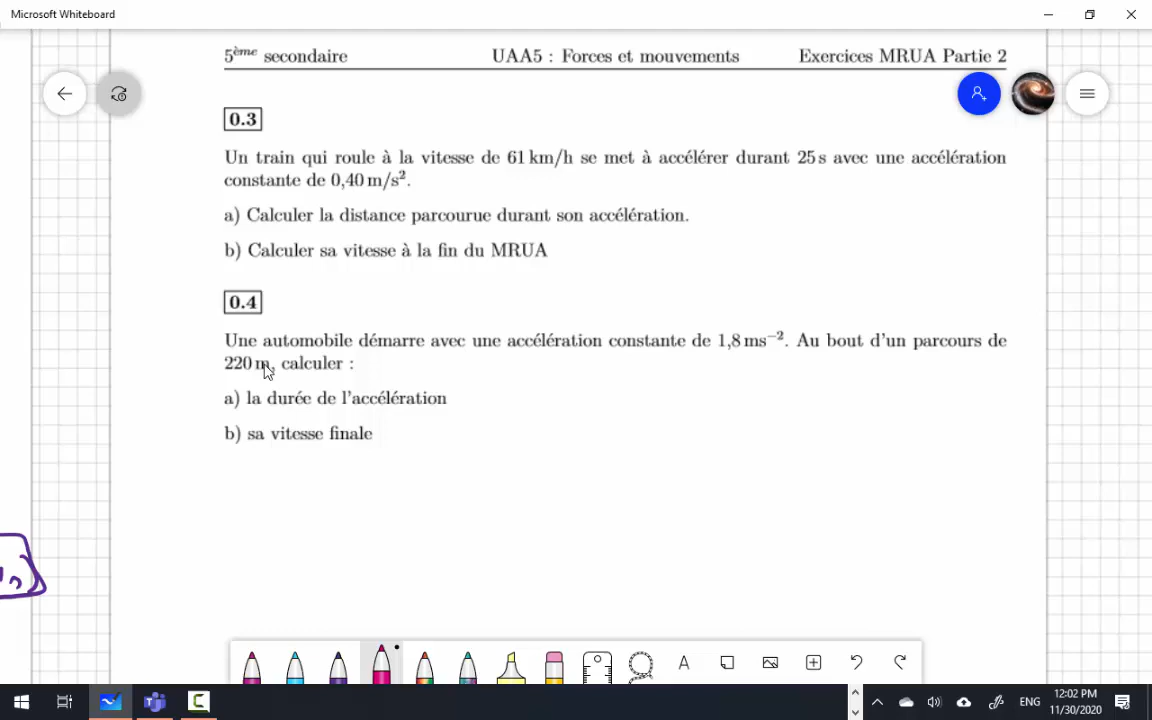 Microsoft Whiteboard
5ème secondaire UAA5 : Forces et mouvements Exercices MRUA Partie 2
0.3
Un train qui roule à la vitesse de 61 km/h se met à accélérer durant 25 s avec une accélération
constante de 0,40 m/s².
a) Calculer la distance parcourue durant son accélération.
b) Calculer sa vitesse à la fin du MRUA
0.4
Une automobile démarre avec une accélération constante de 1,8 ms⁻². Au bout d'un parcours de
220 m, calculer :
a) la durée de l'accélération
b) sa vitesse finale
A
ENG
12:02 PM
11/30/2020